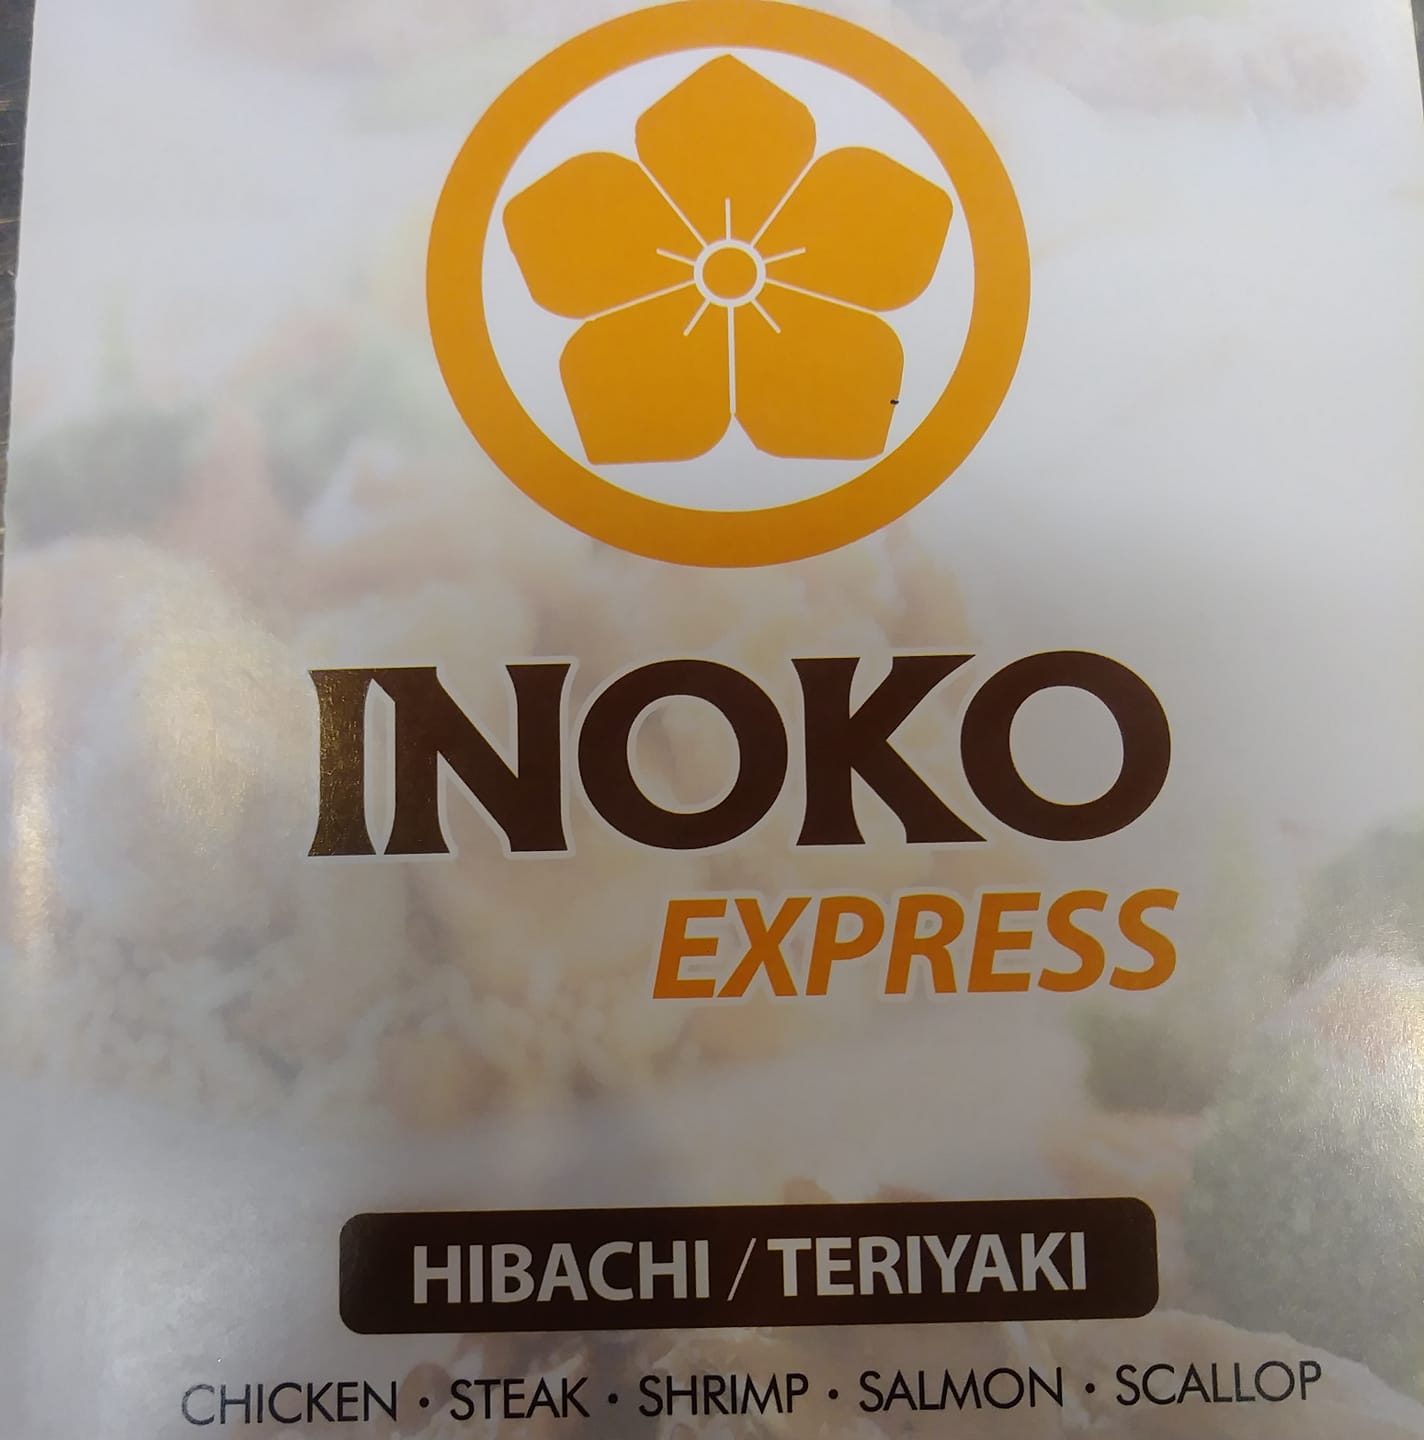 INOKO
EXPRESS
HIBACHI / TERIYAKI
CHICKEN • STEAK • SHRIMP • SALMON • SCALLOP